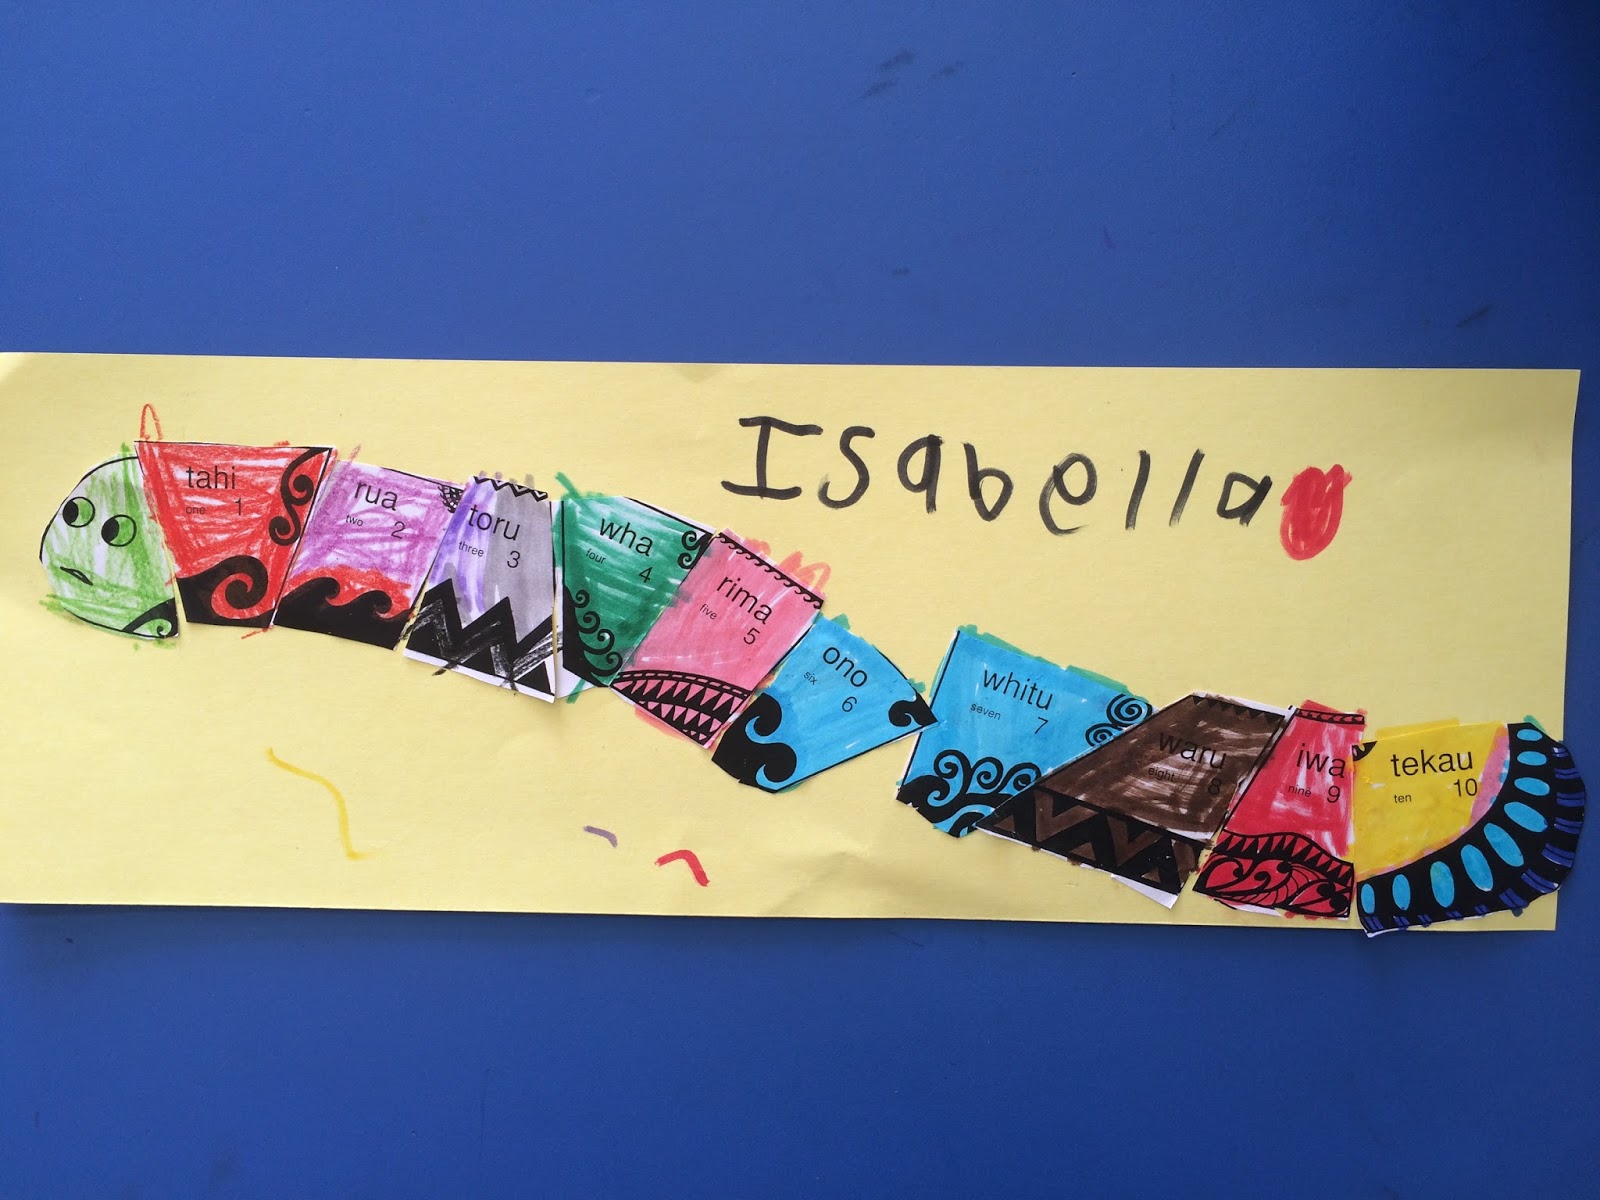 Isabella
tahi
one 1
rua
two 2
toru
three 3
wha
four 4
rima
five 5
ono
six 6
whitu
seven 7
waru
eight 8
iwa
nine 9
tekau
ten 10